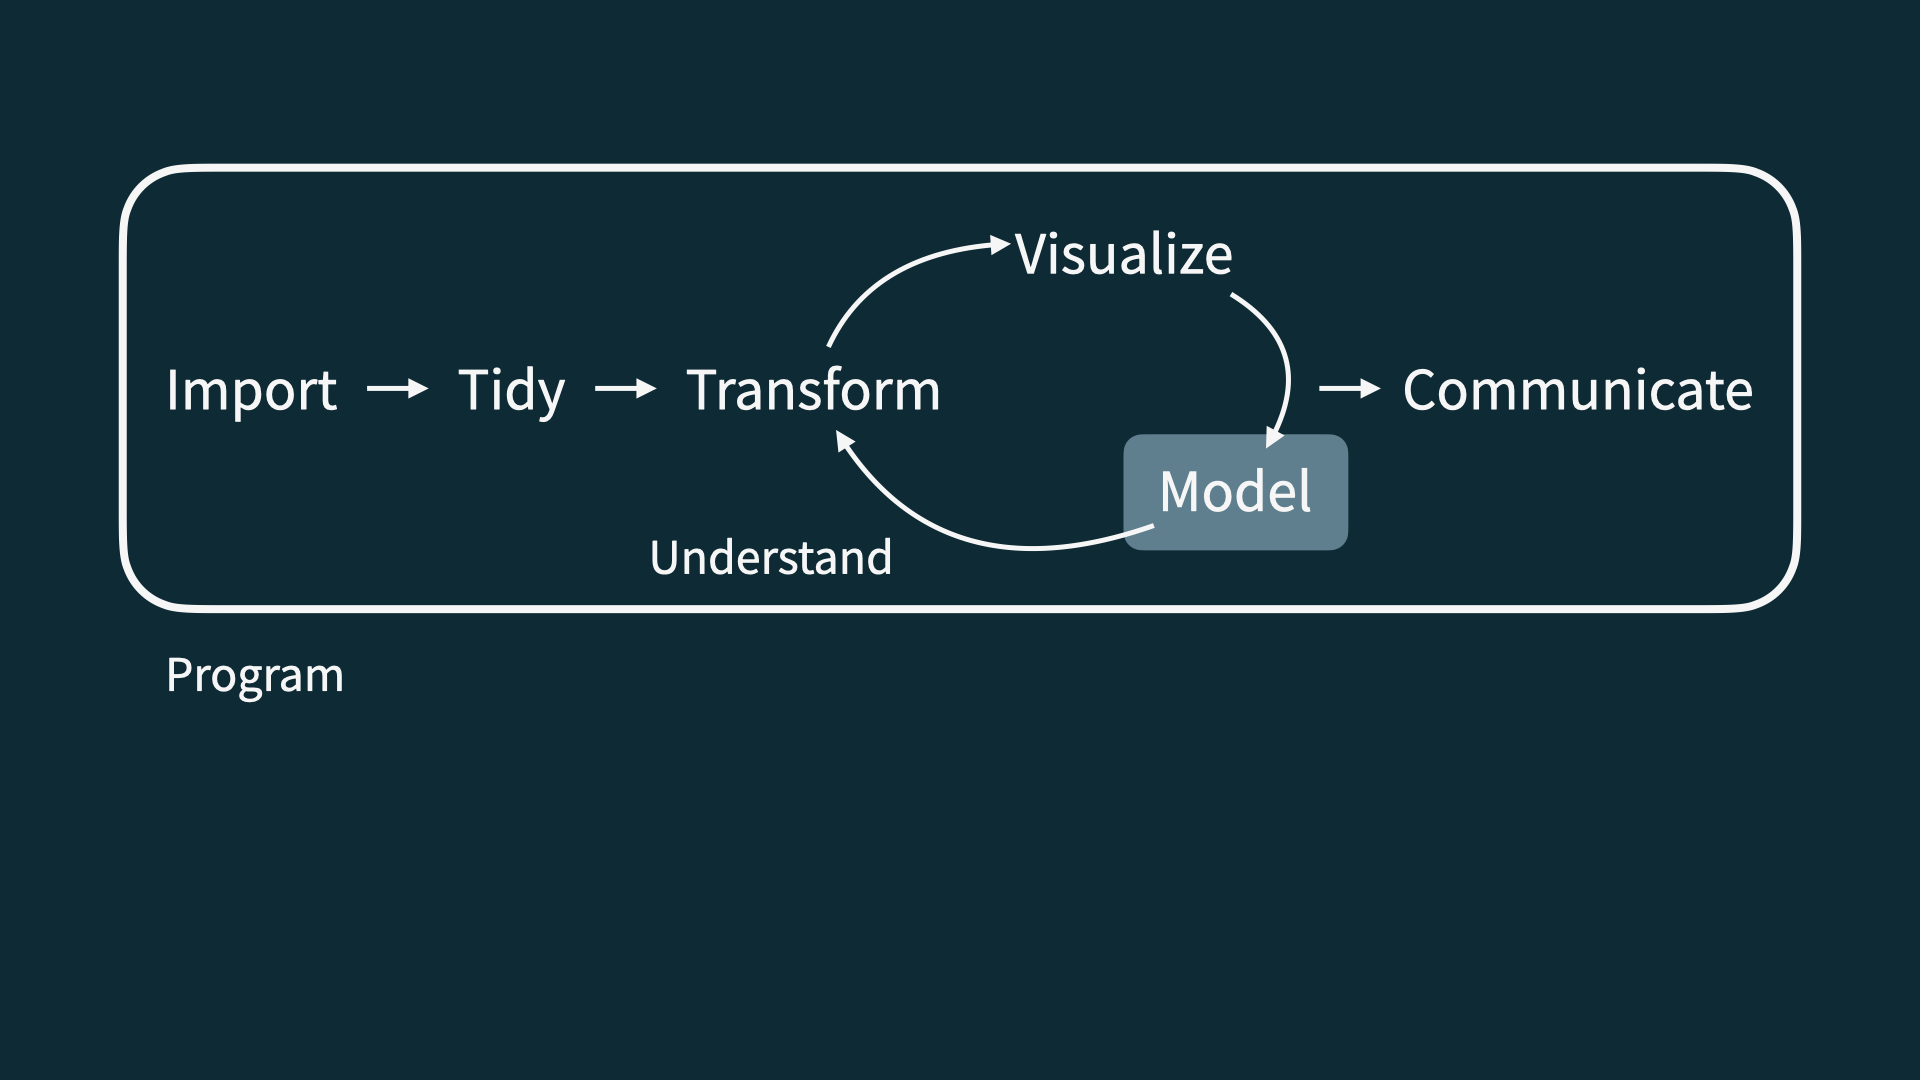 Visualize
Import
Tidy
Transform
Communicate
Model
Understand
Program